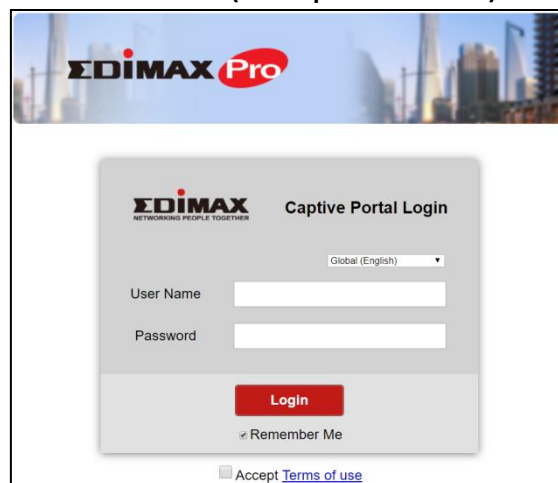 EDIMAX Pro
EDIMAX
NETWORKING PEOPLE TOGETHER
Captive Portal Login
Global (English)
User Name
Password
Login
Remember Me
Accept Terms of use